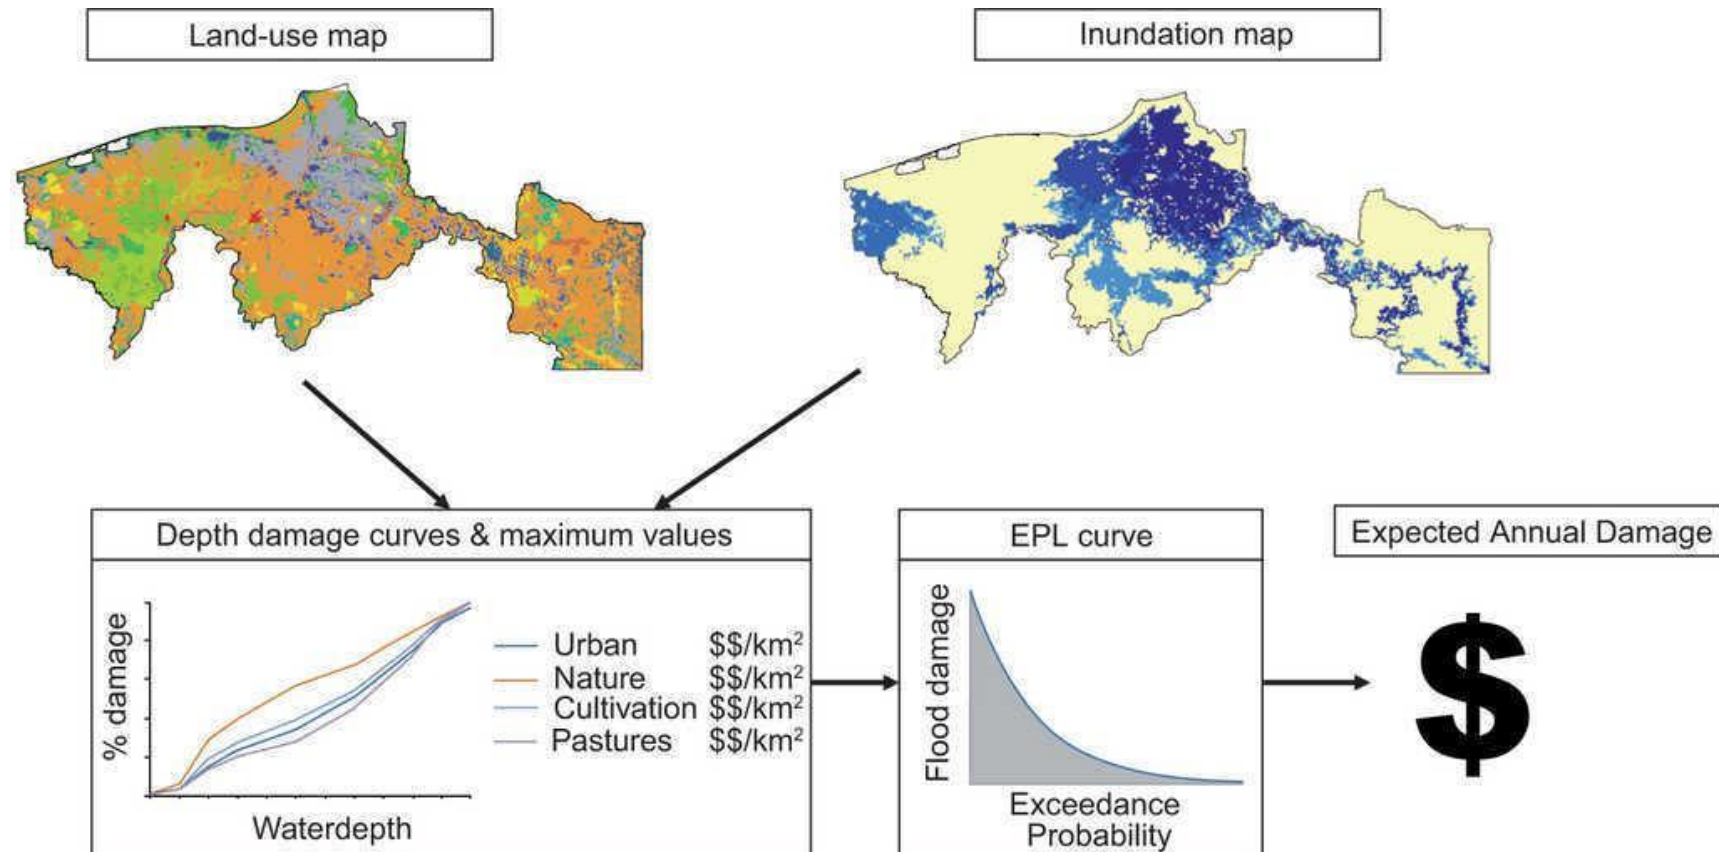 Land-use map
Inundation map
Depth damage curves & maximum values
EPL curve
Expected Annual Damage
% damage
Urban $$/km²
Nature $$/km²
Cultivation $$/km²
Pastures $$/km²
Waterdepth
Flood damage
Exceedance
Probability
$